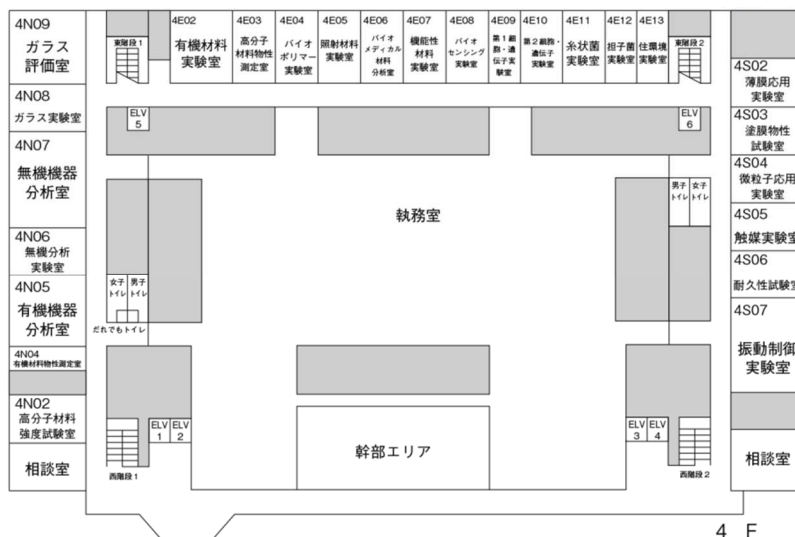 4N09
ガラス
評価室
4N08
ガラス実験室
4N07
無機機器
分析室
4N06
無機分析
実験室
4N05
有機機器
分析室
4N04
有機材料物性測定室
4N02
高分子材料
強度試験室
相談室
東階段1
4E02
有機材料
実験室
4E03
高分子
材料物性
測定室
4E04
バイオ
ポリマー
実験室
4E05
照射材料
実験室
4E06
バイオ
メディカル
材料
分析室
4E07
機能性
材料
実験室
4E08
バイオ
センシング
実験室
4E09
第1細
胞・遺
伝子実
験室
4E10
第2細胞・
遺伝子
実験室
4E11
糸状菌
実験室
4E12
担子菌
実験室
4E13
住環境
実験室
東階段2
4S02
薄膜応用
実験室
4S03
塗膜物性
試験室
4S04
微粒子応用
実験室
4S05
触媒実験室
4S06
耐久性試験室
4S07
振動制御
実験室
相談室
ELV
5
ELV
6
執務室
男子
トイレ
女子
トイレ
女子
トイレ
男子
トイレ
だれでもトイレ
ELV
1
ELV
2
西階段1
幹部エリア
ELV
3
ELV
4
西階段2
4 F